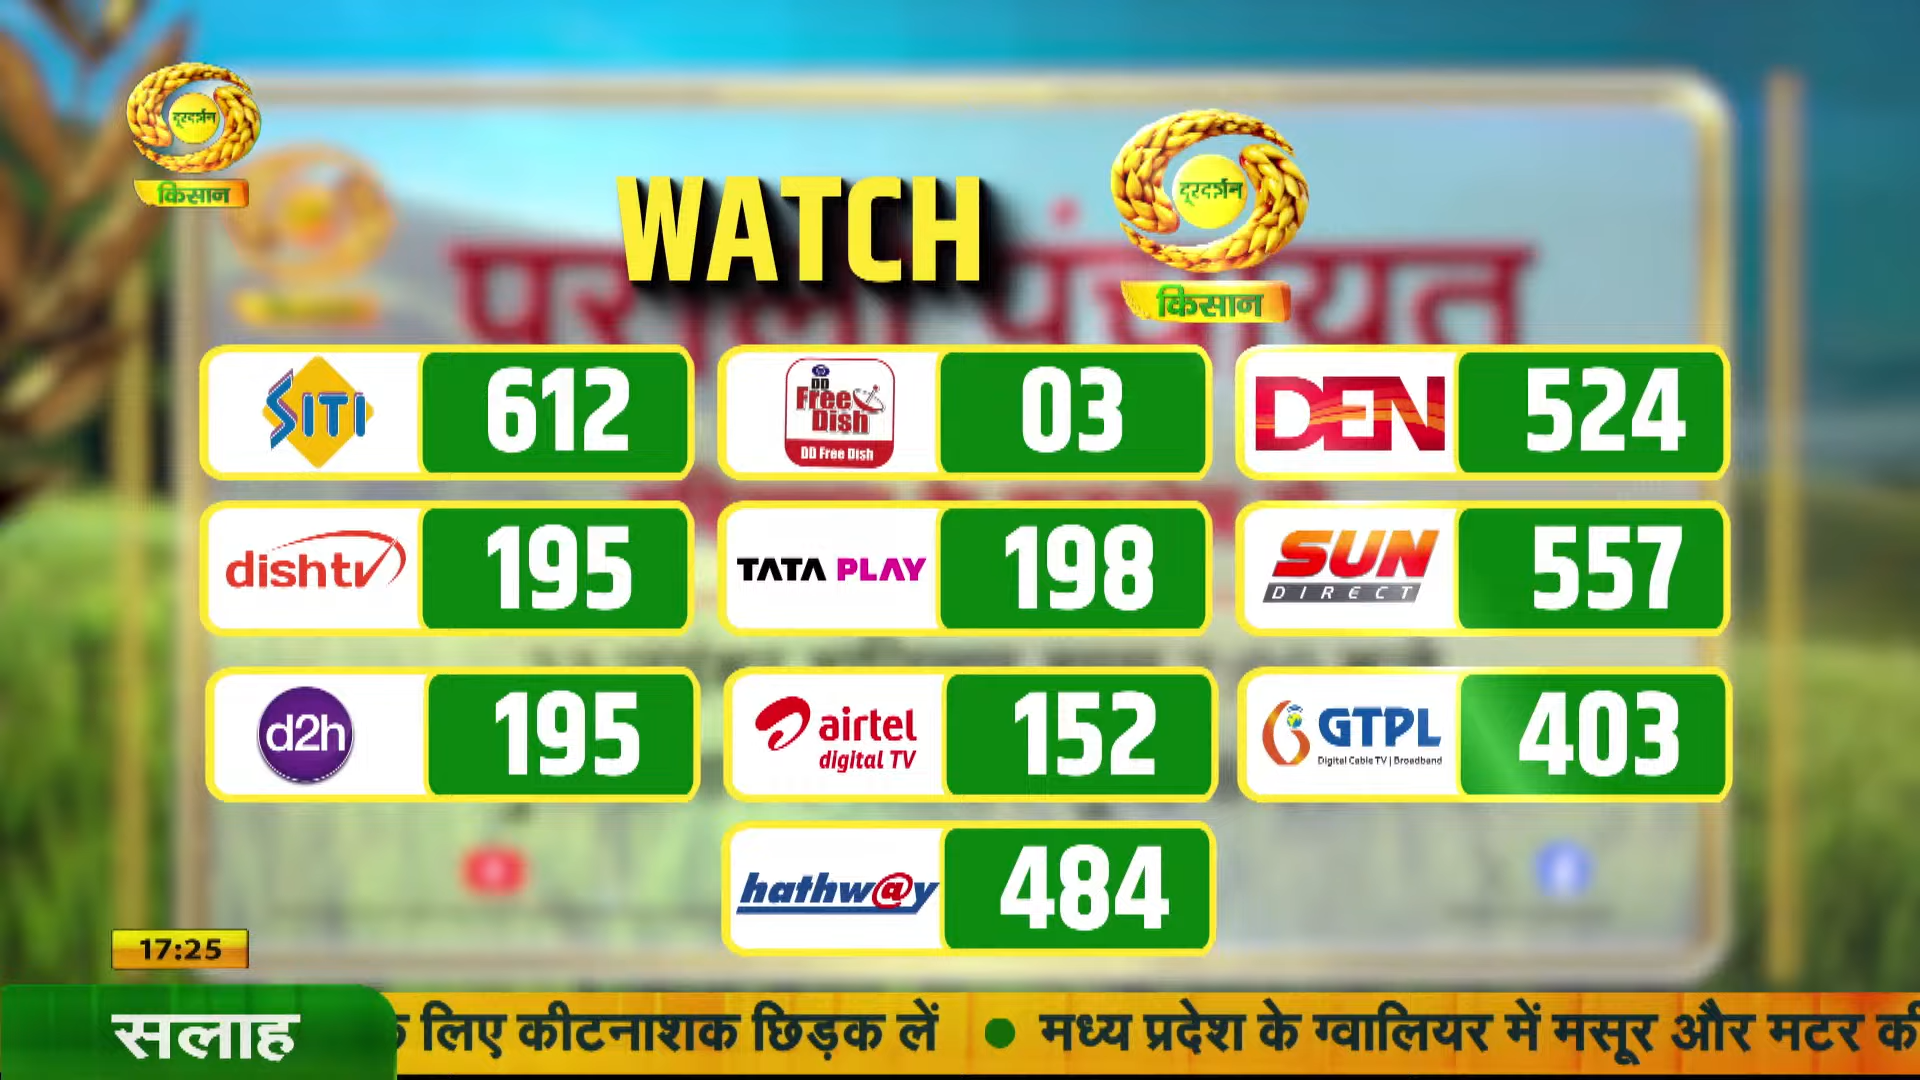 दूरदर्शन
किसान
WATCH
दूरदर्शन
किसान
SITI 612
DD Free Dish DD Free Dish 03
DEN 524
dishtv 195
TATA PLAY 198
SUN DIRECT 557
d2h 195
airtel digital TV 152
GTPL Digital Cable TV | Broadband 403
hathw@y 484
17:25
सलाह
के लिए कीटनाशक छिड़क लें ● मध्य प्रदेश के ग्वालियर में मसूर और मटर की